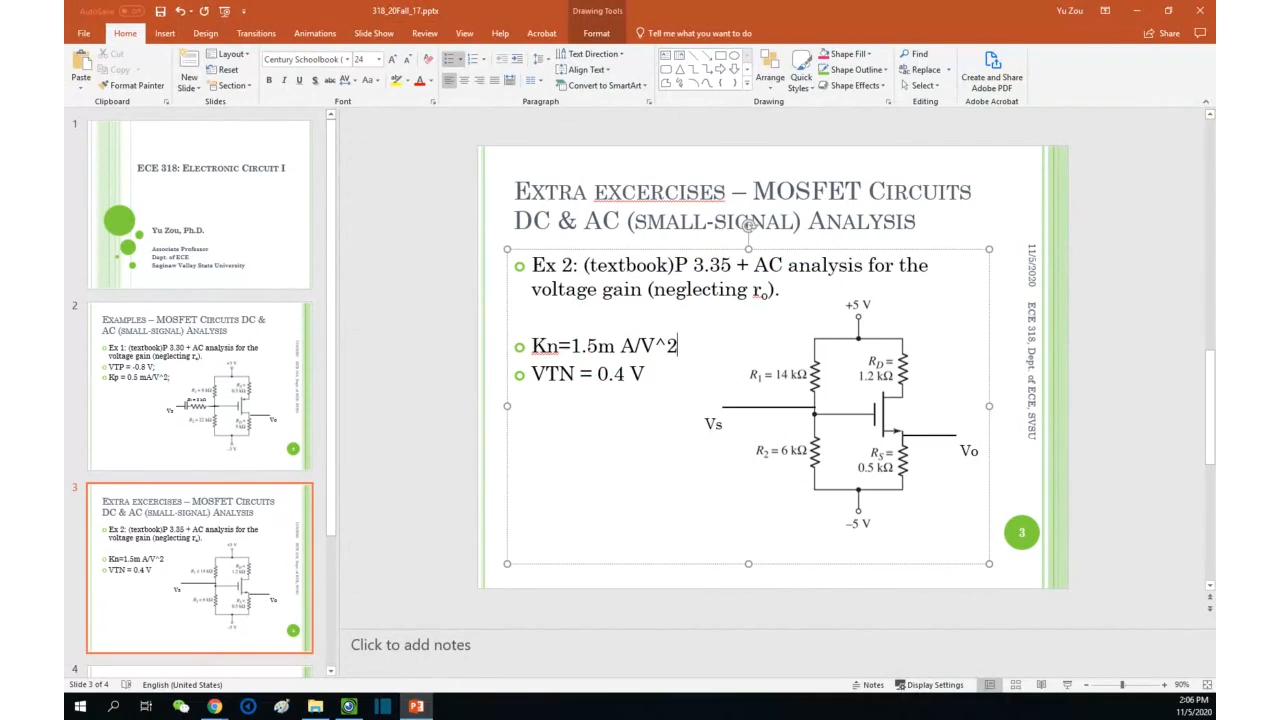 AutoSave
318_20Fall_17.pptx
Drawing Tools
Yu Zou
File Home Insert Design Transitions Animations Slide Show Review View Help Acrobat Format Tell me what you want to do Share
Paste
Cut
Copy
Format Painter
Clipboard
New
Slide
Layout
Reset
Section
Slides
Century Schoolbook ( 24
B I U S abc AV Aa A
Font
Text Direction
Align Text
Convert to SmartArt
Paragraph
Arrange
Quick
Styles
Shape Fill
Shape Outline
Shape Effects
Drawing
Find
Replace
Select
Editing
Create and Share
Adobe PDF
Adobe Acrobat
1
ECE 318: Electronic Circuit I
Yu Zou, Ph.D.
Associate Professor
Dept. of ECE
Saginaw Valley State University
2
Examples – MOSFET Circuits DC &
AC (small-signal) Analysis
Ex 1: (textbook)P 3.30 + AC analysis for the
voltage gain (neglecting ro).
VTP = -0.8 V;
Kp = 0.5 mA/V^2;
Vs
Vo
3
Extra excercises – MOSFET Circuits
DC & AC (small-signal) Analysis
Ex 2: (textbook)P 3.35 + AC analysis for the
voltage gain (neglecting ro).
Kn=1.5m A/V^2
VTN = 0.4 V
Vs
Vo
4
Extra excercises – MOSFET Circuits
DC & AC (small-signal) Analysis
Ex 2: (textbook)P 3.35 + AC analysis for the
voltage gain (neglecting ro).
Kn=1.5m A/V^2
VTN = 0.4 V
+5 V
R1 = 14 kΩ
RD =
1.2 kΩ
Vs
R2 = 6 kΩ
RS =
0.5 kΩ
Vo
–5 V
11/5/2020 ECE 318, Dept. of ECE, SVSU
3
Click to add notes
Slide 3 of 4 English (United States) Notes Display Settings 90%
2:06 PM
11/5/2020